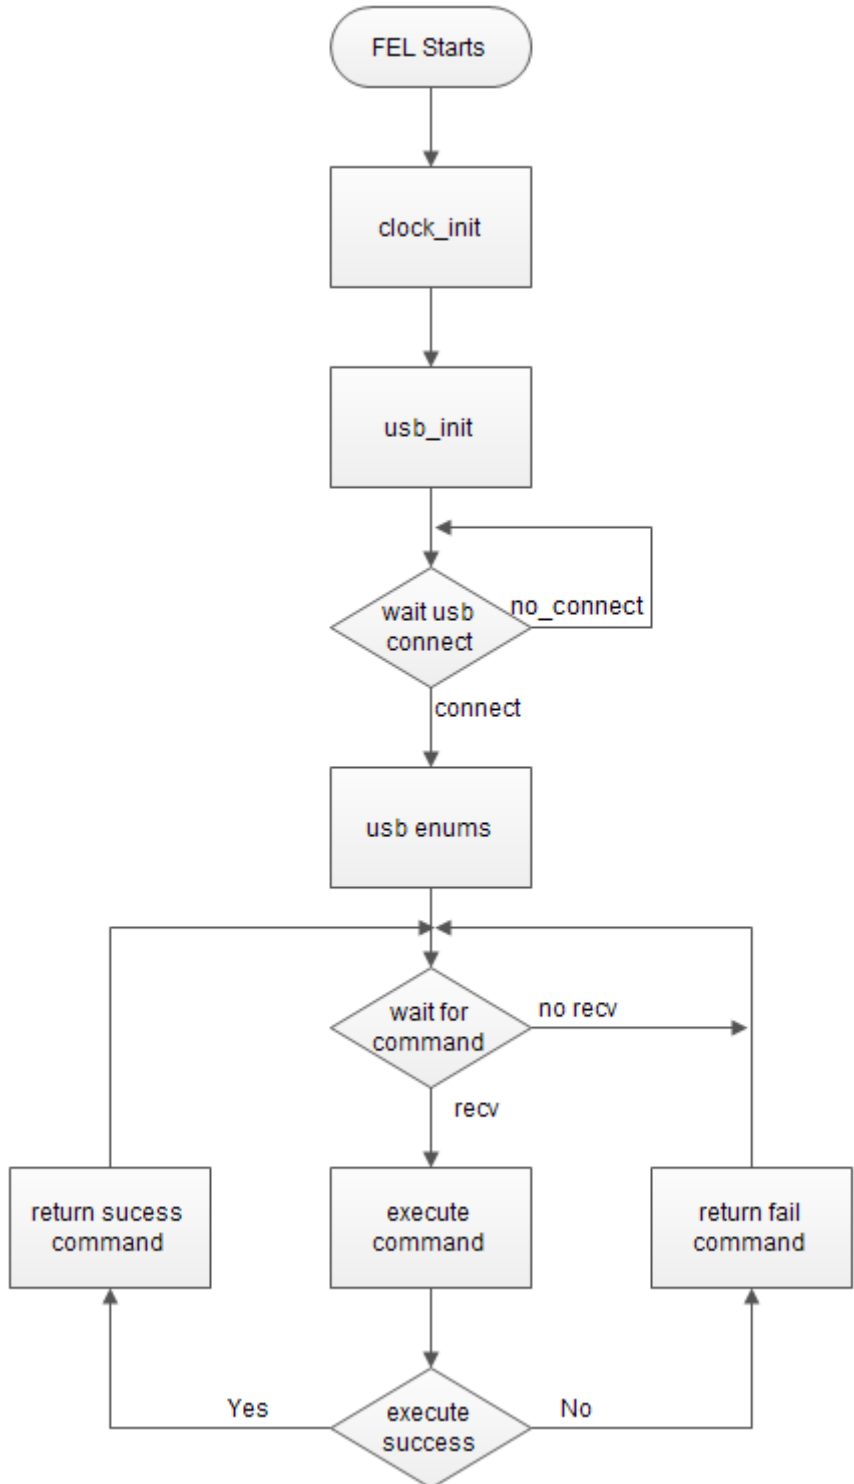 FEL Starts
clock_init
usb_init
wait usb
connect
no_connect
connect
usb enums
wait for
command
no recv
recv
return sucess
command
execute
command
return fail
command
Yes
execute
success
No